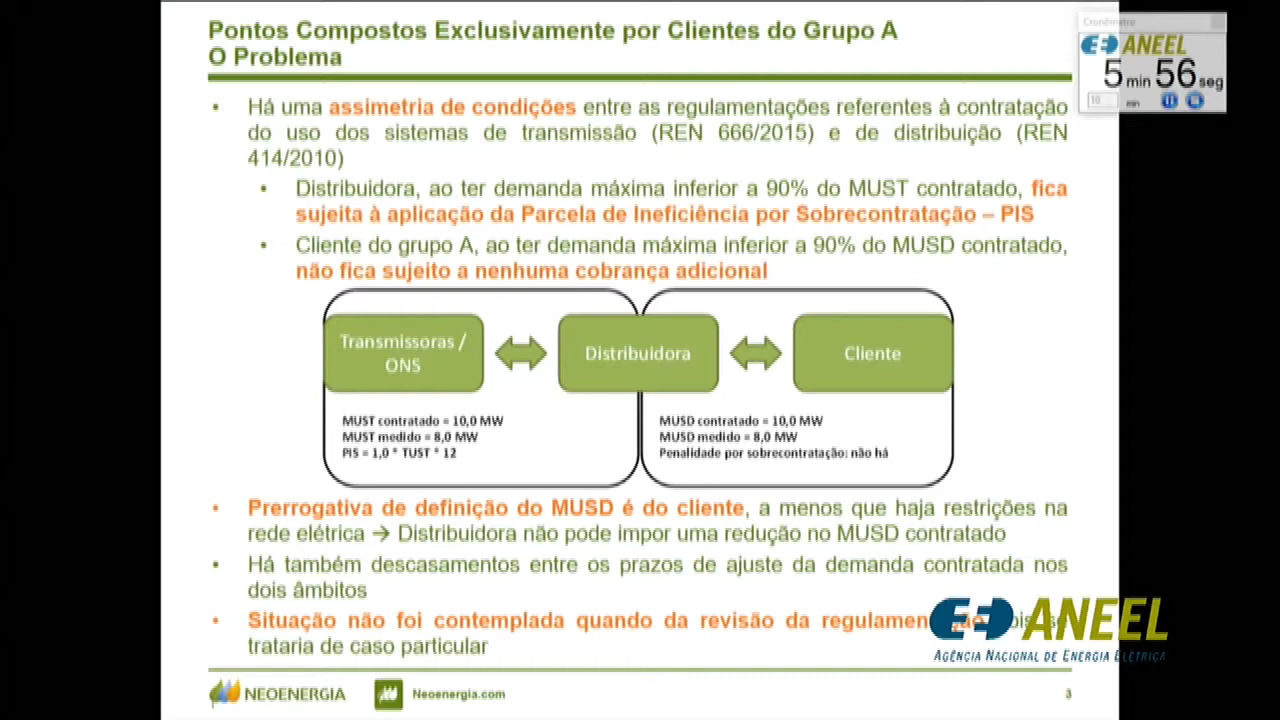 Pontos Compostos Exclusivamente por Clientes do Grupo A
O Problema
Cronômetro
ANEEL
5 min 56 seg
10 min
• Há uma assimetria de condições entre as regulamentações referentes à contratação
do uso dos sistemas de transmissão (REN 666/2015) e de distribuição (REN
414/2010)
• Distribuidora, ao ter demanda máxima inferior a 90% do MUST contratado, fica
sujeita à aplicação da Parcela de Ineficiência por Sobrecontratação – PIS
• Cliente do grupo A, ao ter demanda máxima inferior a 90% do MUSD contratado,
não fica sujeito a nenhuma cobrança adicional
Transmissoras /
ONS
Distribuidora
Cliente
MUST contratado = 10,0 MW
MUST medido = 8,0 MW
PIS = 1,0 * TUST * 12
MUSD contratado = 10,0 MW
MUSD medido = 8,0 MW
Penalidade por sobrecontratação: não há
• Prerrogativa de definição do MUSD é do cliente, a menos que haja restrições na
rede elétrica → Distribuidora não pode impor uma redução no MUSD contratado
• Há também descasamentos entre os prazos de ajuste da demanda contratada nos
dois âmbitos
• Situação não foi contemplada quando da revisão da
trataria de caso particular
ANEEL
Agência Nacional de Energia Elétrica
NEOENERGIA
Neoenergia.com
3